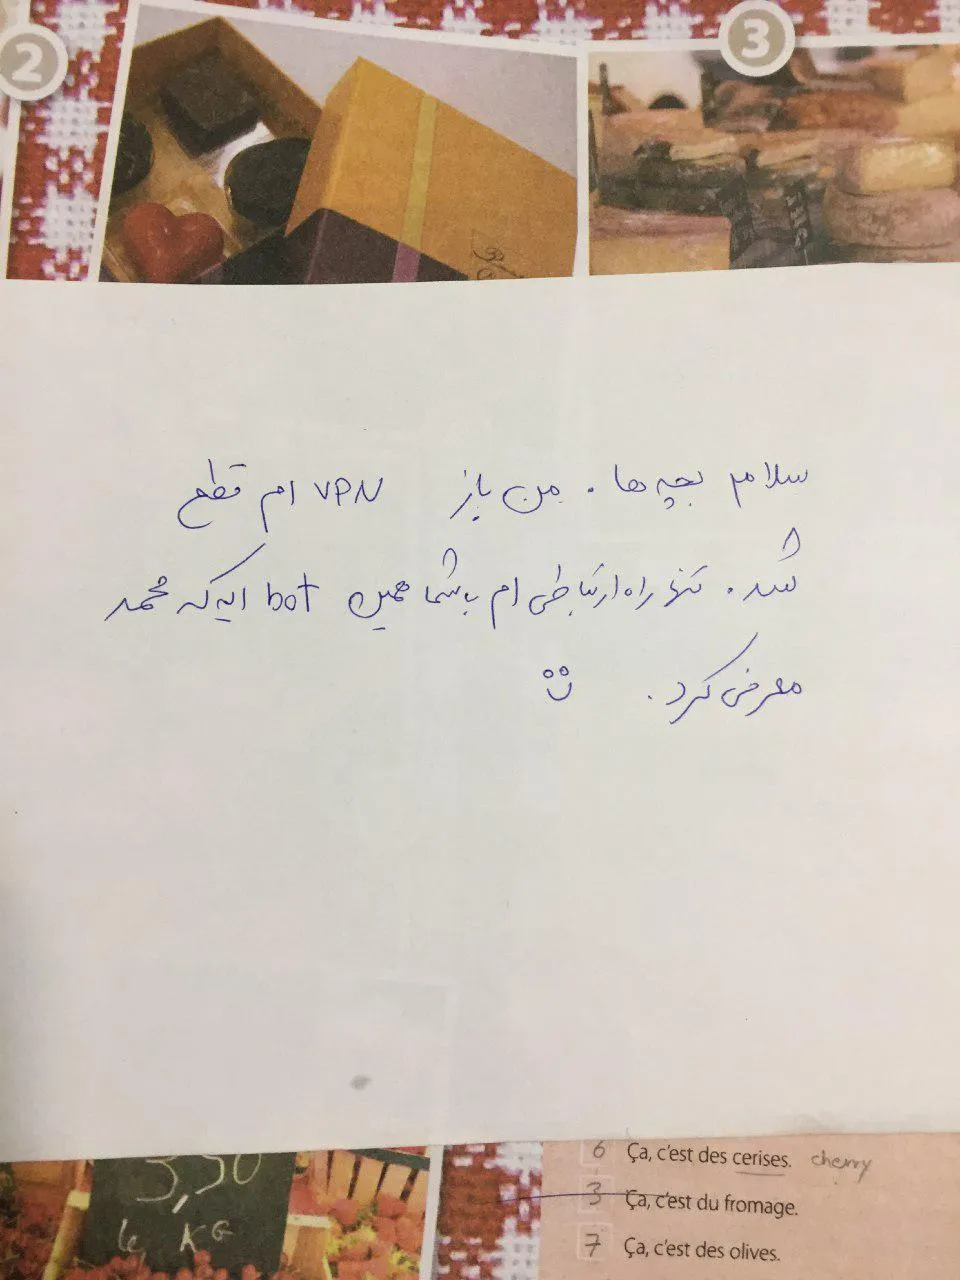 2
3
سلام بچه ها . من باز VPN ام قطع
شد . تنها راه ارتباطی ام با شما همین bot ایه که محمد
معرفی کرد .
3,50
le KG
6 Ça, c'est des cerises. cherry
3 Ça, c'est du fromage.
7 Ça, c'est des olives.